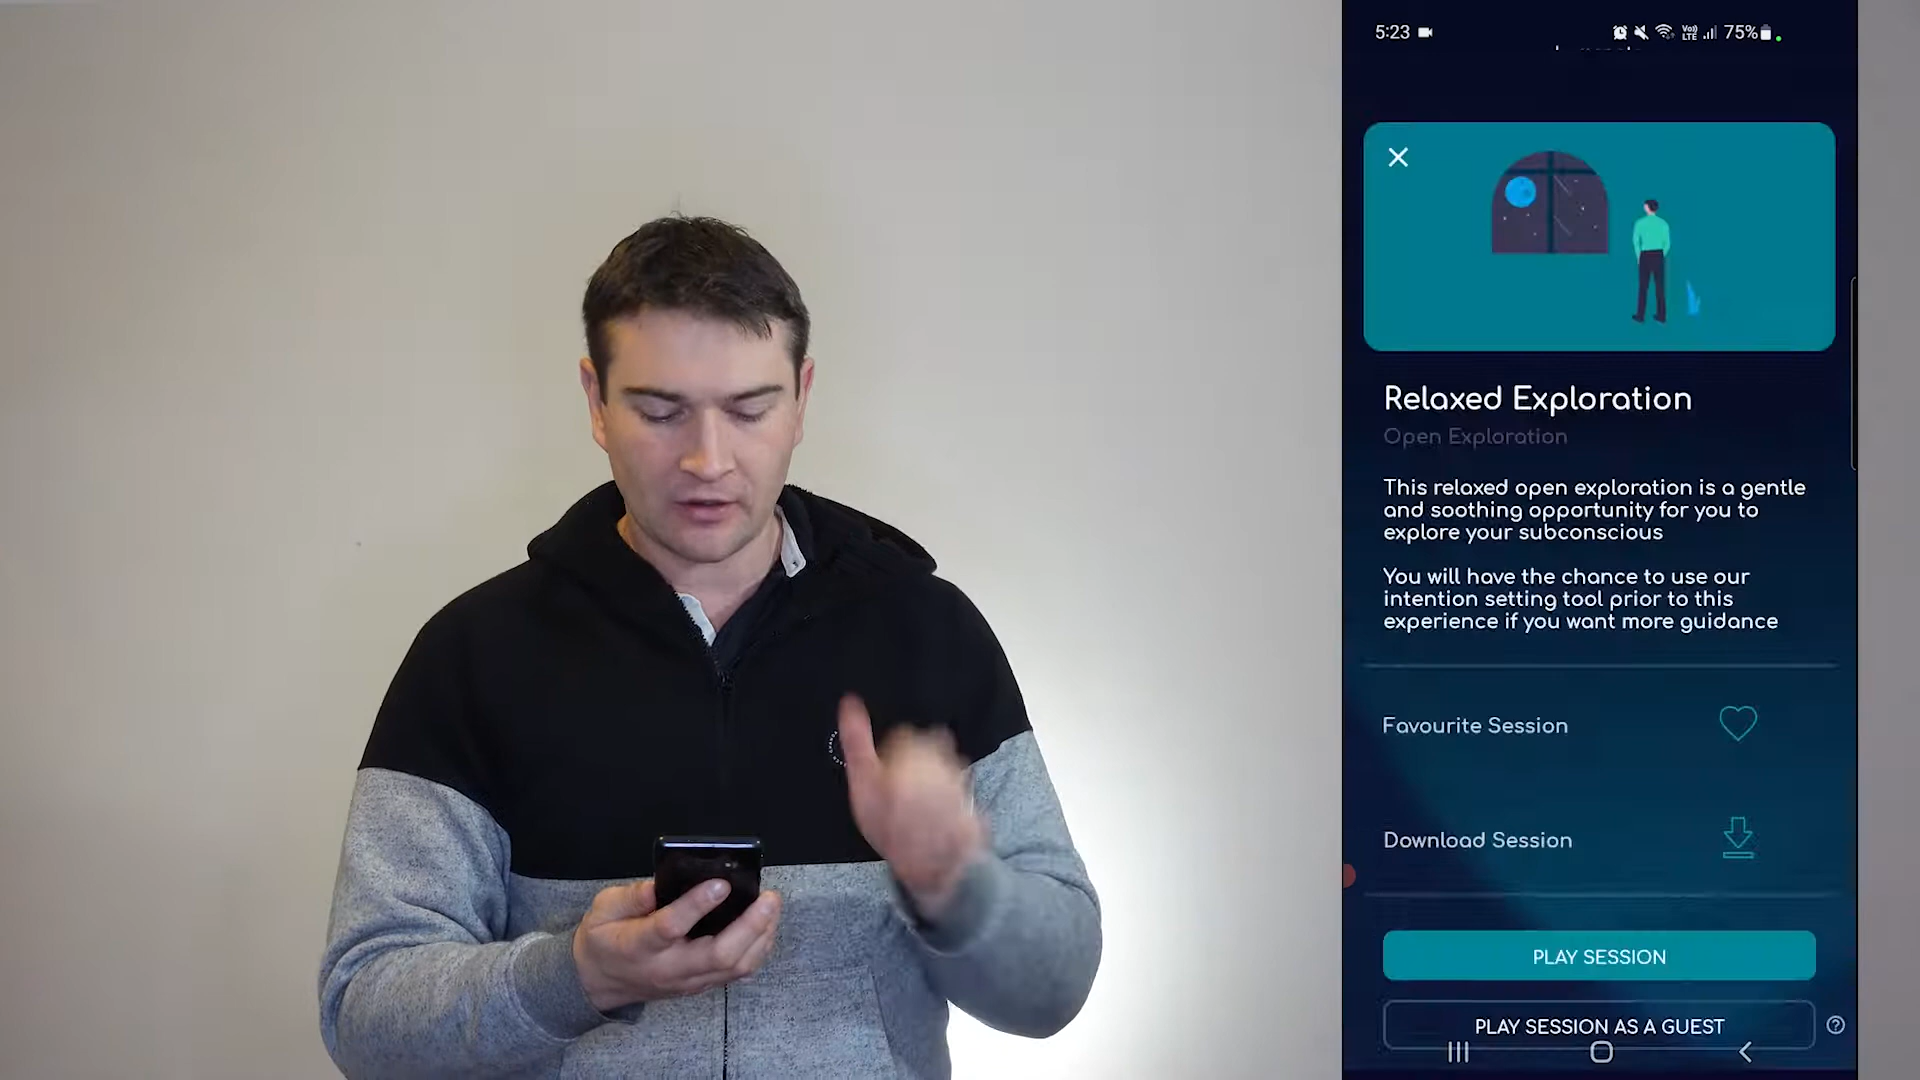 5:23
Vo)) LTE 75%
Relaxed Exploration
Open Exploration
This relaxed open exploration is a gentle
and soothing opportunity for you to
explore your subconscious
You will have the chance to use our
intention setting tool prior to this
experience if you want more guidance
Favourite Session
Download Session
PLAY SESSION
PLAY SESSION AS A GUEST
?